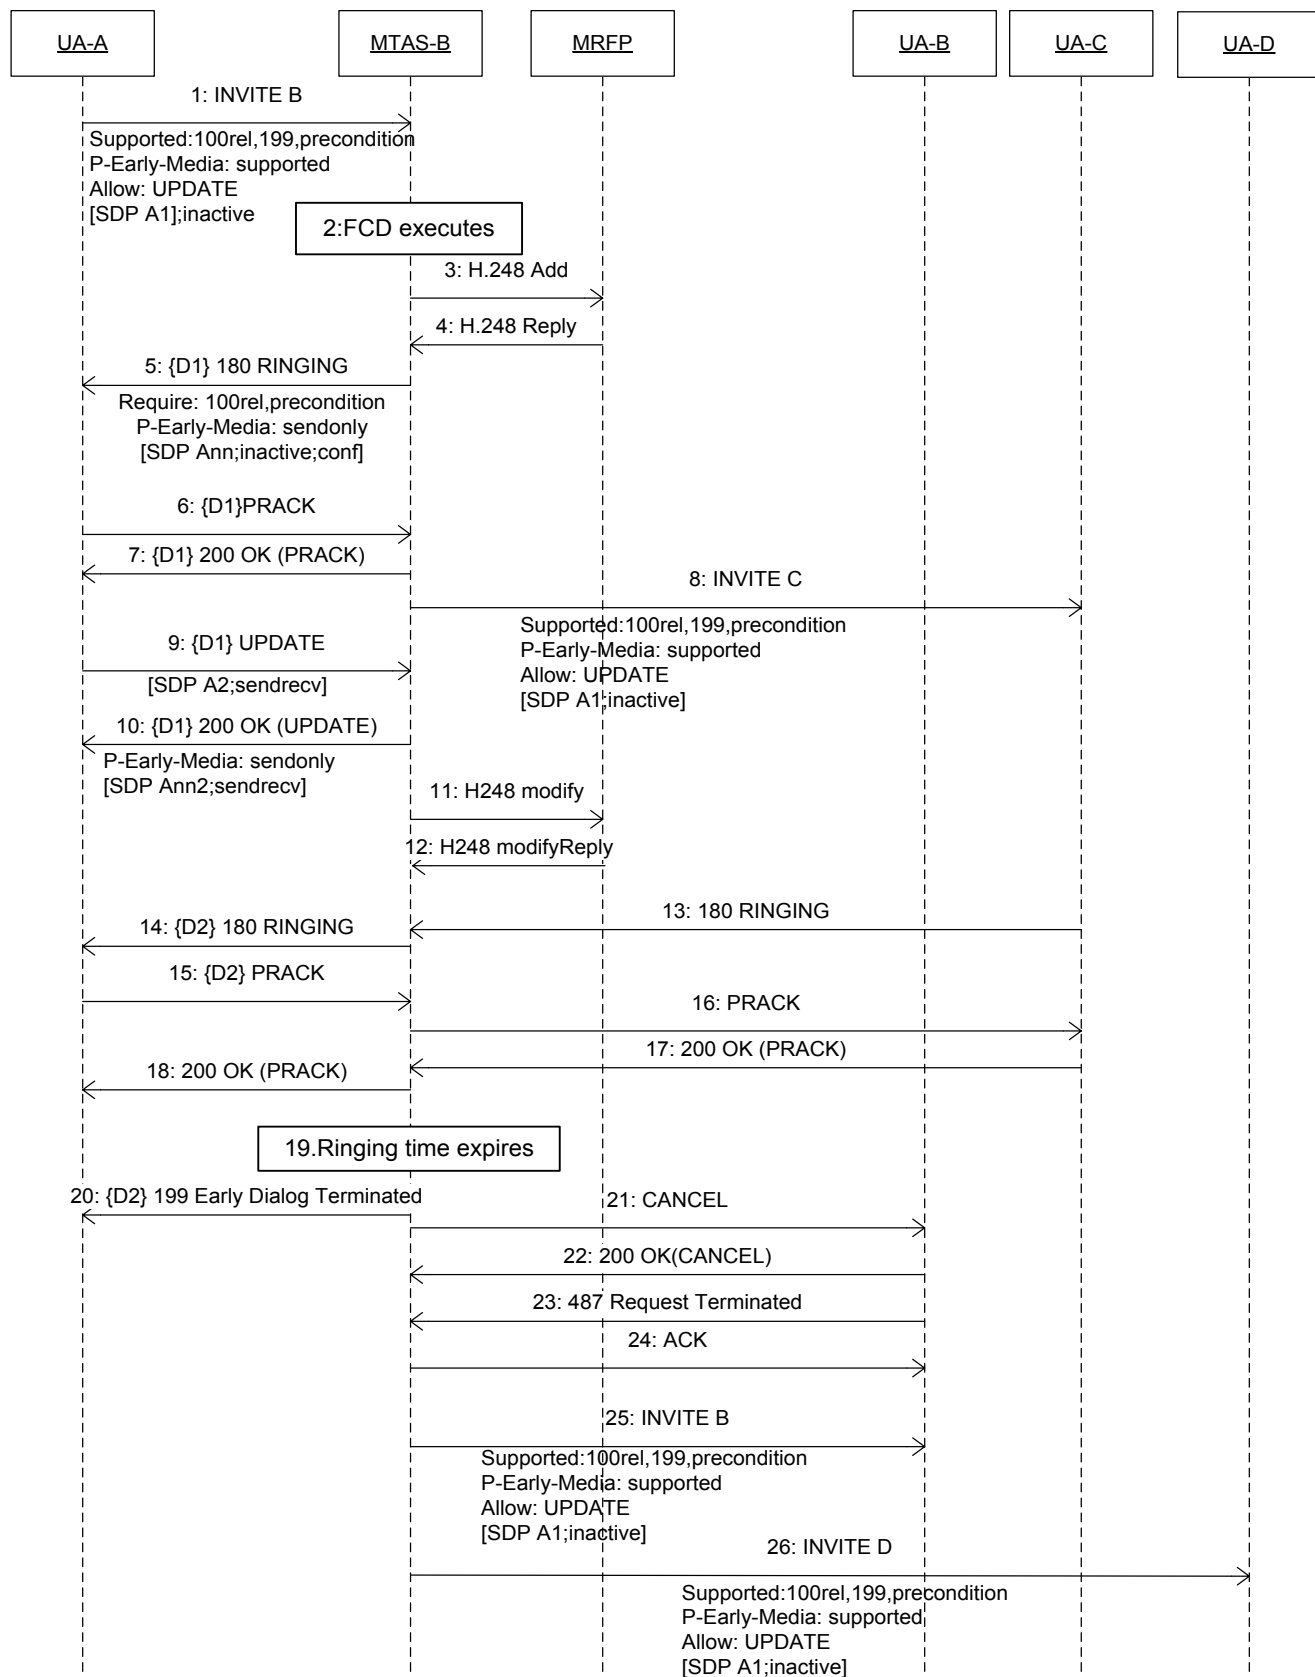 UA-A
MTAS-B
MRFP
UA-B
UA-C
UA-D
1: INVITE B
Supported:100rel,199,precondition
P-Early-Media: supported
Allow: UPDATE
[SDP A1];inactive
2:FCD executes
3: H.248 Add
4: H.248 Reply
5: {D1} 180 RINGING
Require: 100rel,precondition
P-Early-Media: sendonly
[SDP Ann;inactive;conf]
6: {D1}PRACK
7: {D1} 200 OK (PRACK)
8: INVITE C
Supported:100rel,199,precondition
P-Early-Media: supported
Allow: UPDATE
[SDP A1;inactive]
9: {D1} UPDATE
[SDP A2;sendrecv]
10: {D1} 200 OK (UPDATE)
P-Early-Media: sendonly
[SDP Ann2;sendrecv]
11: H248 modify
12: H248 modifyReply
13: 180 RINGING
14: {D2} 180 RINGING
15: {D2} PRACK
16: PRACK
17: 200 OK (PRACK)
18: 200 OK (PRACK)
19.Ringing time expires
20: {D2} 199 Early Dialog Terminated
21: CANCEL
22: 200 OK(CANCEL)
23: 487 Request Terminated
24: ACK
25: INVITE B
Supported:100rel,199,precondition
P-Early-Media: supported
Allow: UPDATE
[SDP A1;inactive]
26: INVITE D
Supported:100rel,199,precondition
P-Early-Media: supported
Allow: UPDATE
[SDP A1;inactive]